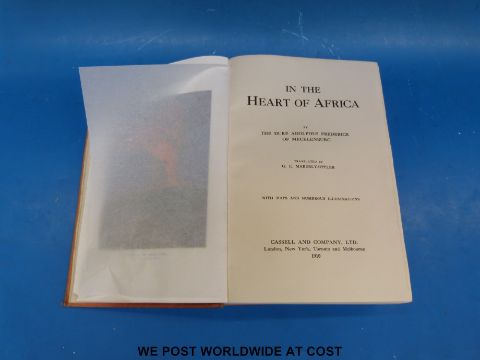 IN THE
HEART OF AFRICA
BY
THE DUKE ADOLPHUS FREDERICK
OF MECKLENBURG
TRANSLATED BY
G. E. MABERLY-OPPLER
WITH MAPS AND NUMEROUS ILLUSTRATIONS
CASSELL AND COMPANY, LTD.
London, New York, Toronto and Melbourne
1910
WE POST WORLDWIDE AT COST